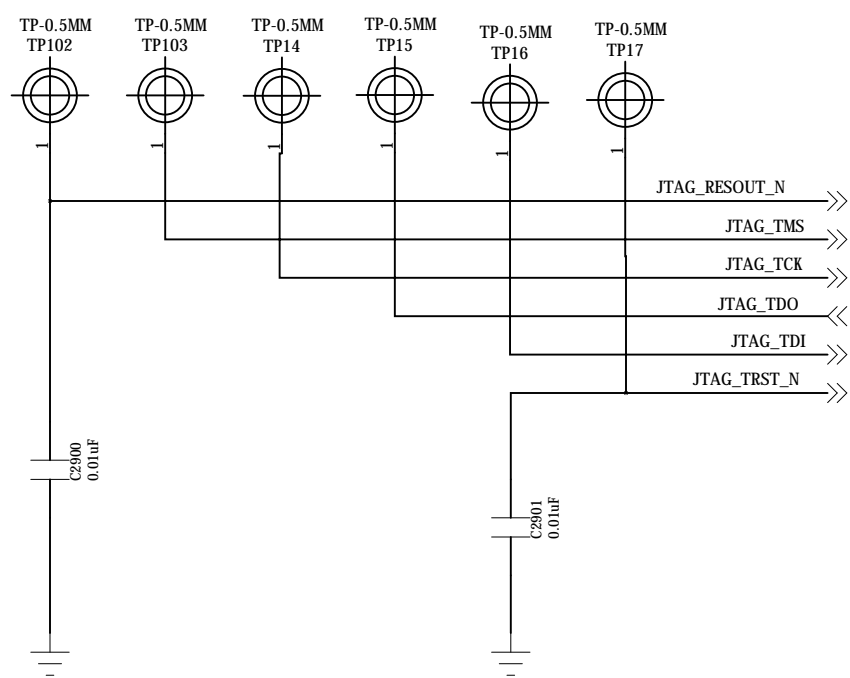 TP-0.5MM
TP102
TP-0.5MM
TP103
TP-0.5MM
TP14
TP-0.5MM
TP15
TP-0.5MM
TP16
TP-0.5MM
TP17
1
1
1
1
1
1
JTAG_RESOUT_N
JTAG_TMS
JTAG_TCK
JTAG_TDO
JTAG_TDI
JTAG_TRST_N
C2900
0.01uF
C2901
0.01uF